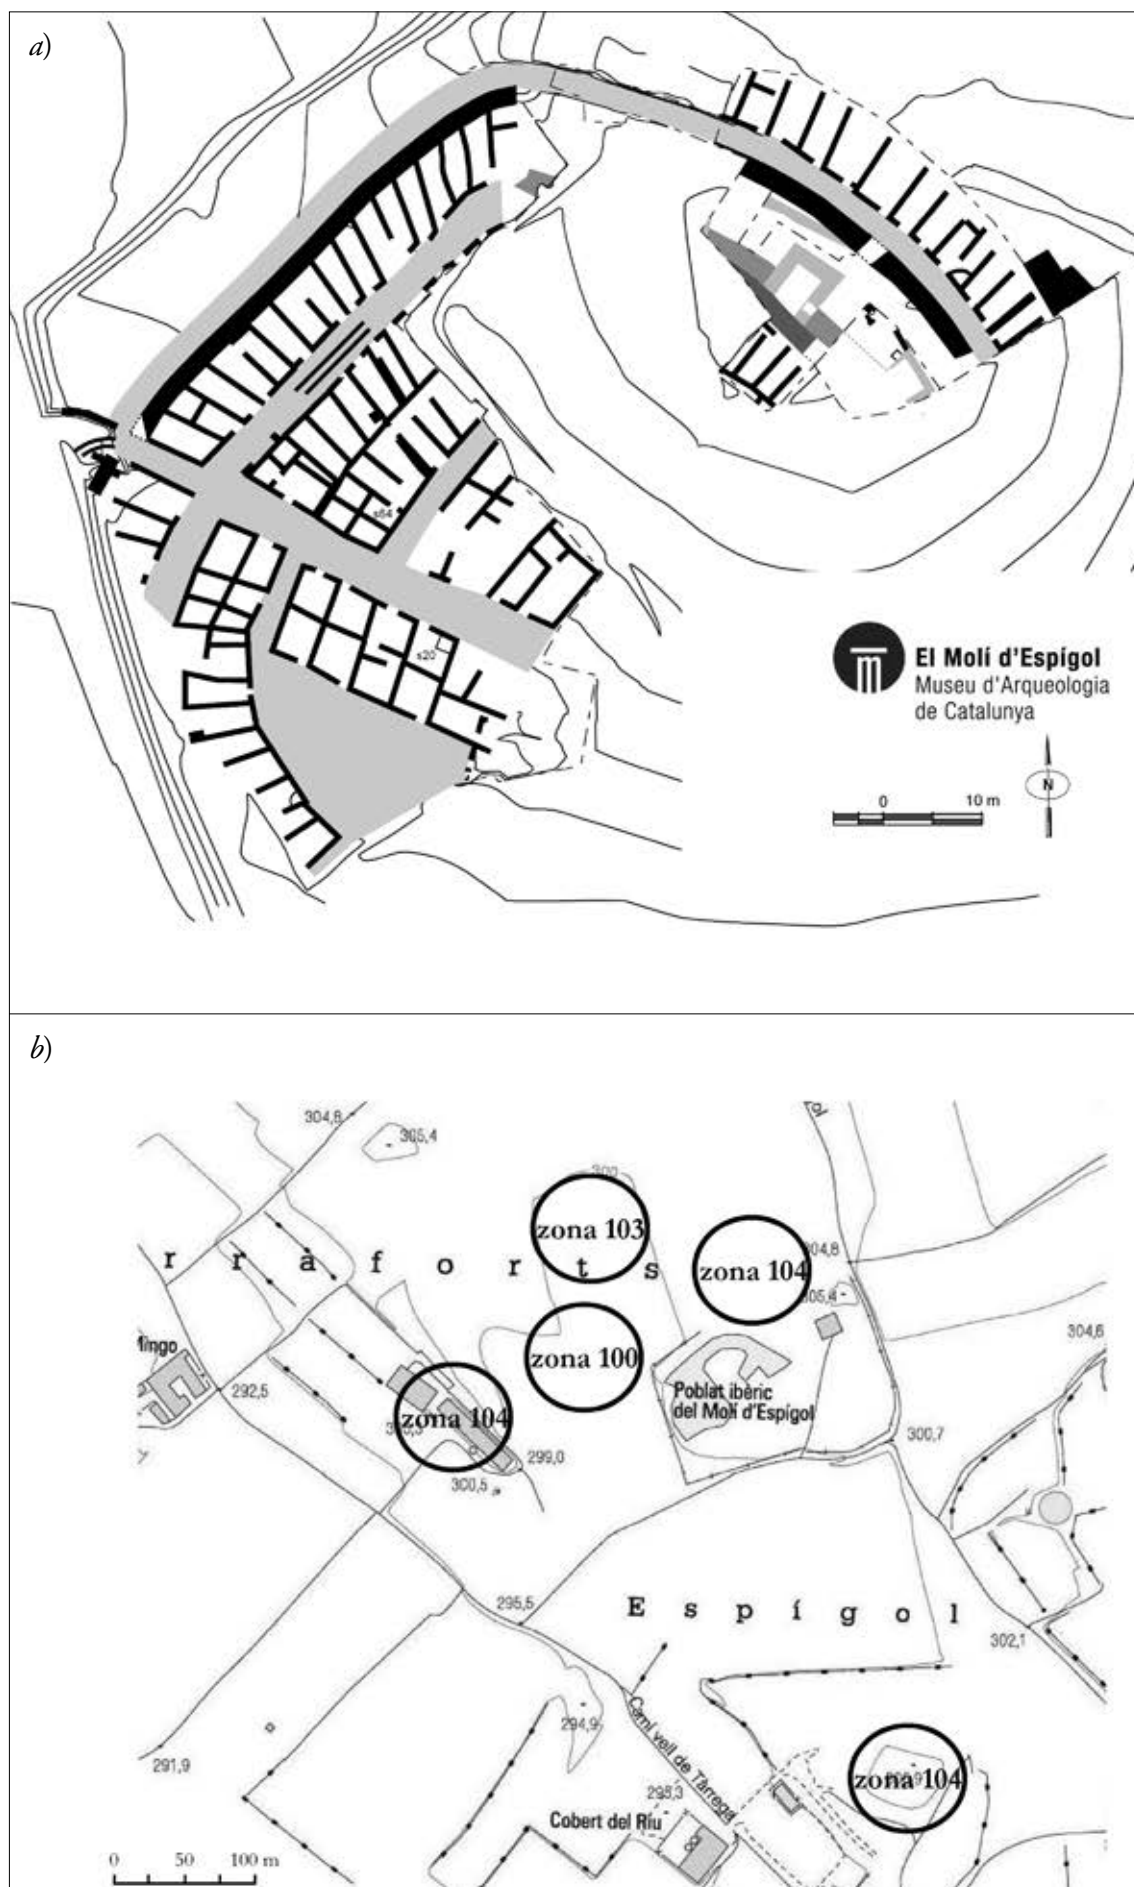 a)
s64
s20
El Molí d'Espígol
Museu d'Arqueologia
de Catalunya
0 10 m
N
b)
304,8
305,4
300
zona 103
r r a f o r t s
zona 104
304,8
305,4
zona 100
304,6
292,5
Poblat ibèric
del Molí d'Espígol
zona 104
299,0
300,5
300,7
295,5
E s p í g o l
302,1
294,9
Camí vell de Tàrrega
291,9
zona 104
295,3
Cobert del Riu
0 50 100 m